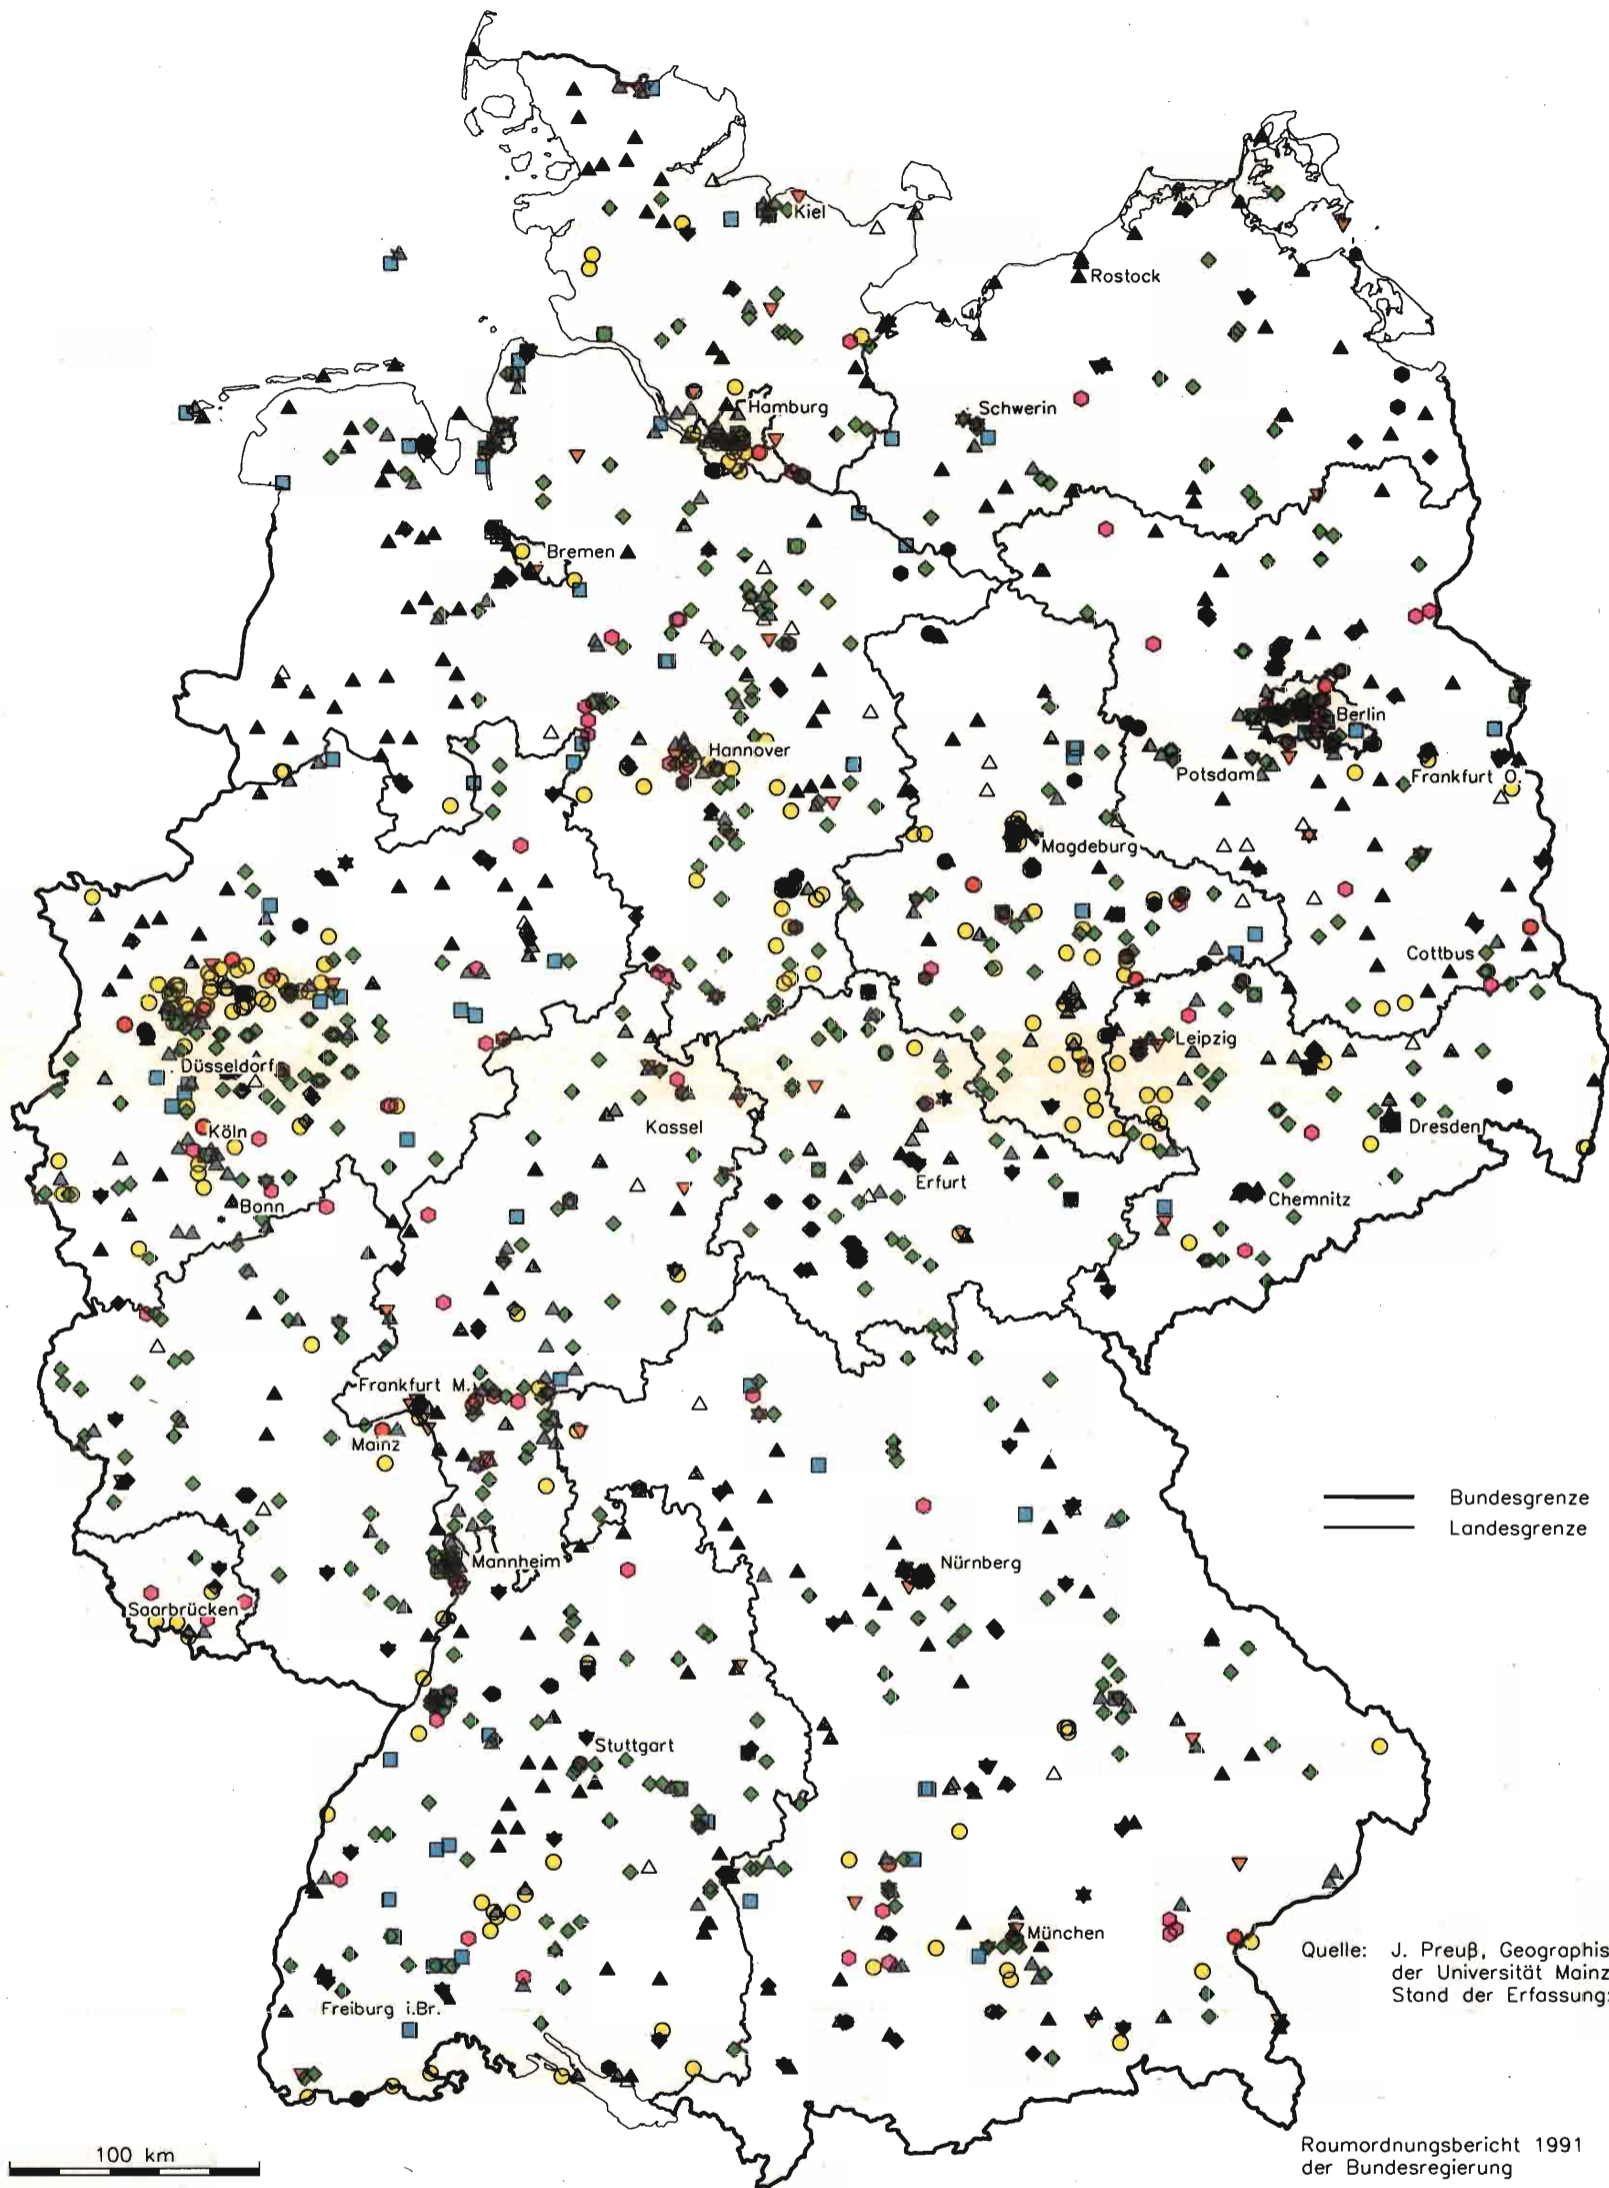 Kiel
Rostock
Hamburg
Schwerin
Bremen
Berlin
Hannover
Potsdam
Frankfurt O.
Magdeburg
Cottbus
Leipzig
Düsseldorf
Kassel
Dresden
Köln
Erfurt
Chemnitz
Bonn
Frankfurt M.
Mainz
Bundesgrenze
Landesgrenze
Mannheim
Nürnberg
Saarbrücken
Stuttgart
München
Quelle: J. Preuß, Geographis
der Universität Mainz
Stand der Erfassung:
Freiburg i.Br.
100 km
Raumordnungsbericht 1991
der Bundesregierung